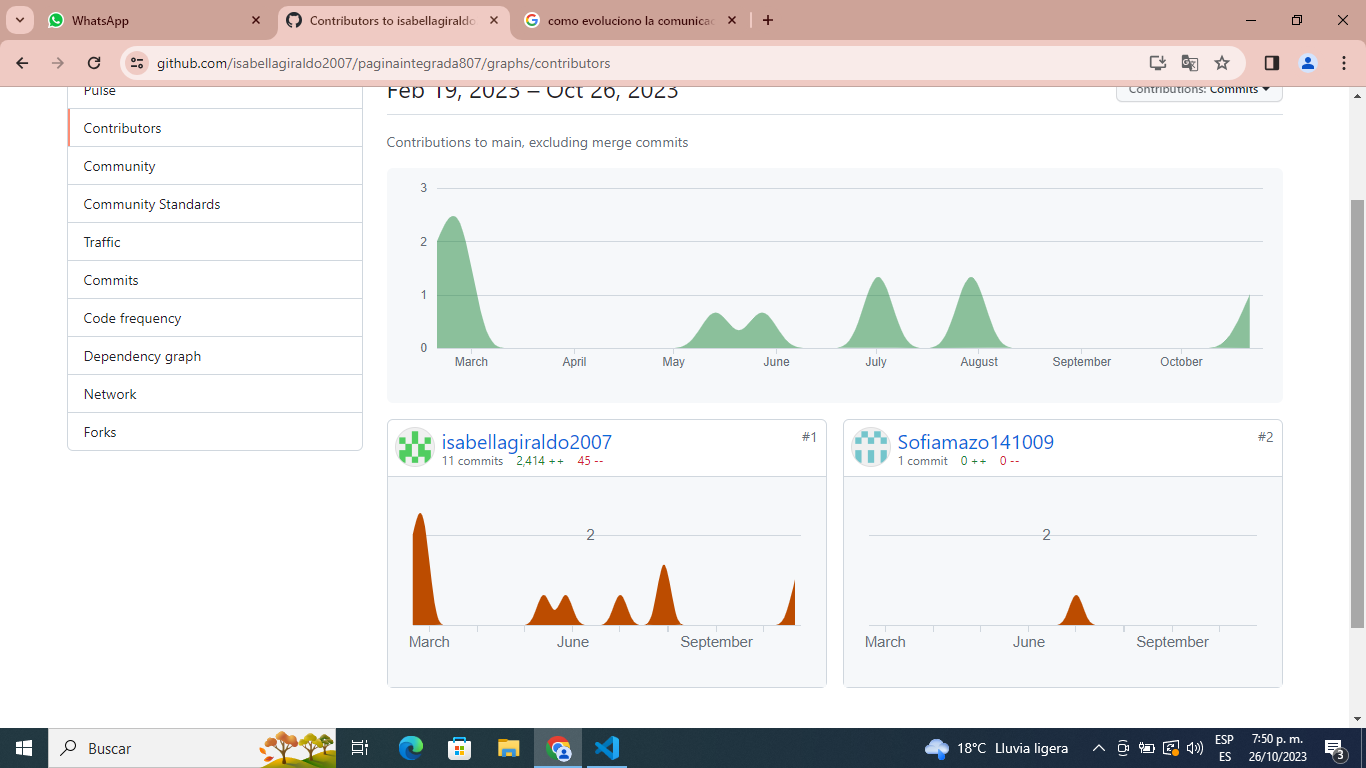 WhatsApp
Contributors to isabellagiraldo
como evoluciono la comunicac
github.com/isabellagiraldo2007/paginaintegrada807/graphs/contributors
Pulse
Contributors
Community
Community Standards
Traffic
Commits
Code frequency
Dependency graph
Network
Forks
Feb 19, 2023 – Oct 26, 2023
Contributions: Commits
Contributions to main, excluding merge commits
3
2
1
0
March April May June July August September October
isabellagiraldo2007 #1
11 commits 2,414 ++ 45 --
2
March June September
Sofiamazo141009 #2
1 commit 0 ++ 0 --
2
March June September
Buscar
18°C Lluvia ligera
ESP
ES
7:50 p. m.
26/10/2023
3